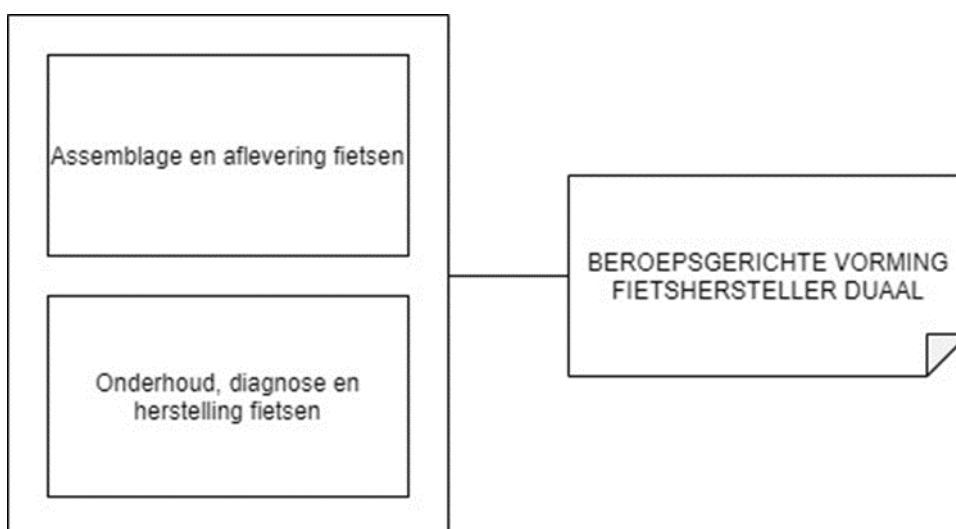 Assemblage en aflevering fietsen
Onderhoud, diagnose en
herstelling fietsen
BEROEPSGERICHTE VORMING
FIETSHERSTELLER DUAAL